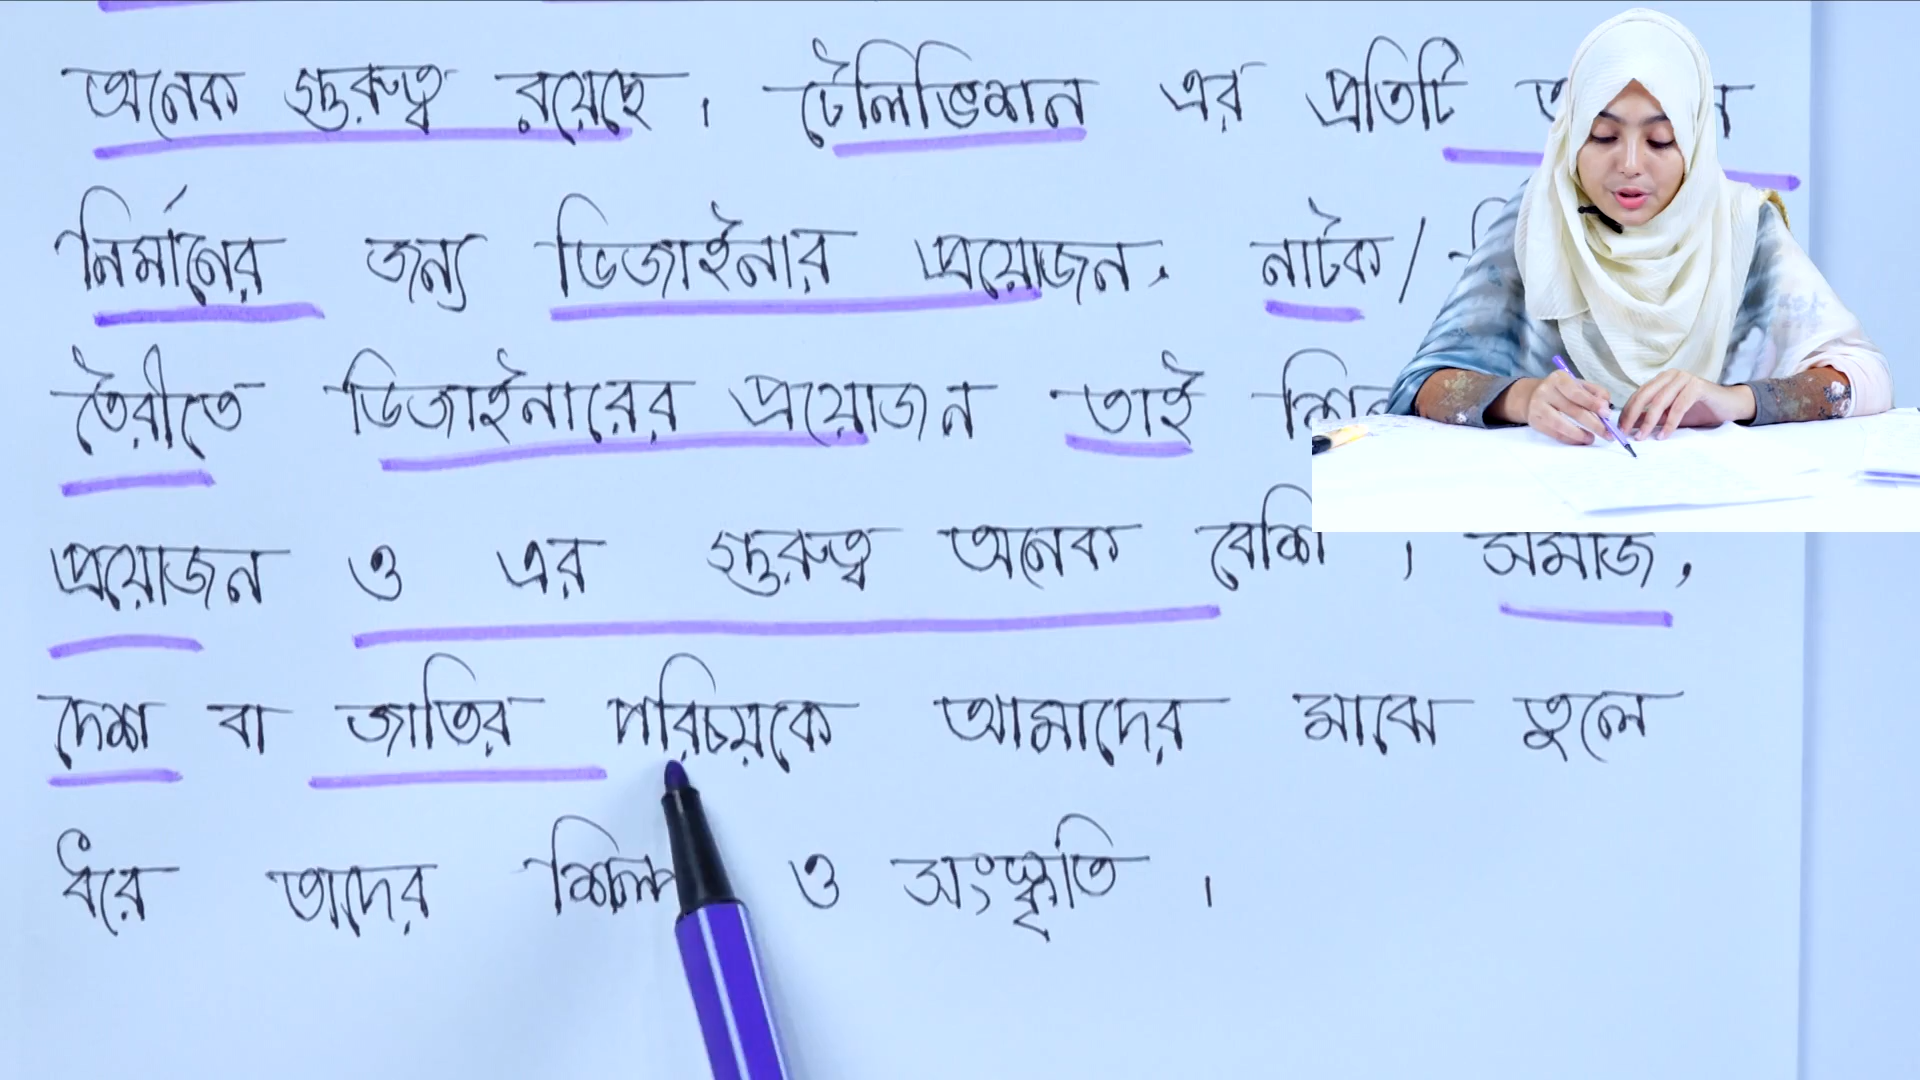 অনেক গুরুত্ব রয়েছে । টেলিভিশন এর প্রতিটি
নির্মানের জন্য ডিজাইনার প্রয়োজন, নাটক/
তৈরীতে ডিজাইনারের প্রয়োজন তাই
প্রয়োজন ও এর গুরুত্ব অনেক বেশি । সমাজ,
দেশ বা জাতির পরিচয়কে আমাদের মাঝে তুলে
ধরে তাদের শিল্প ও সংস্কৃতি ।